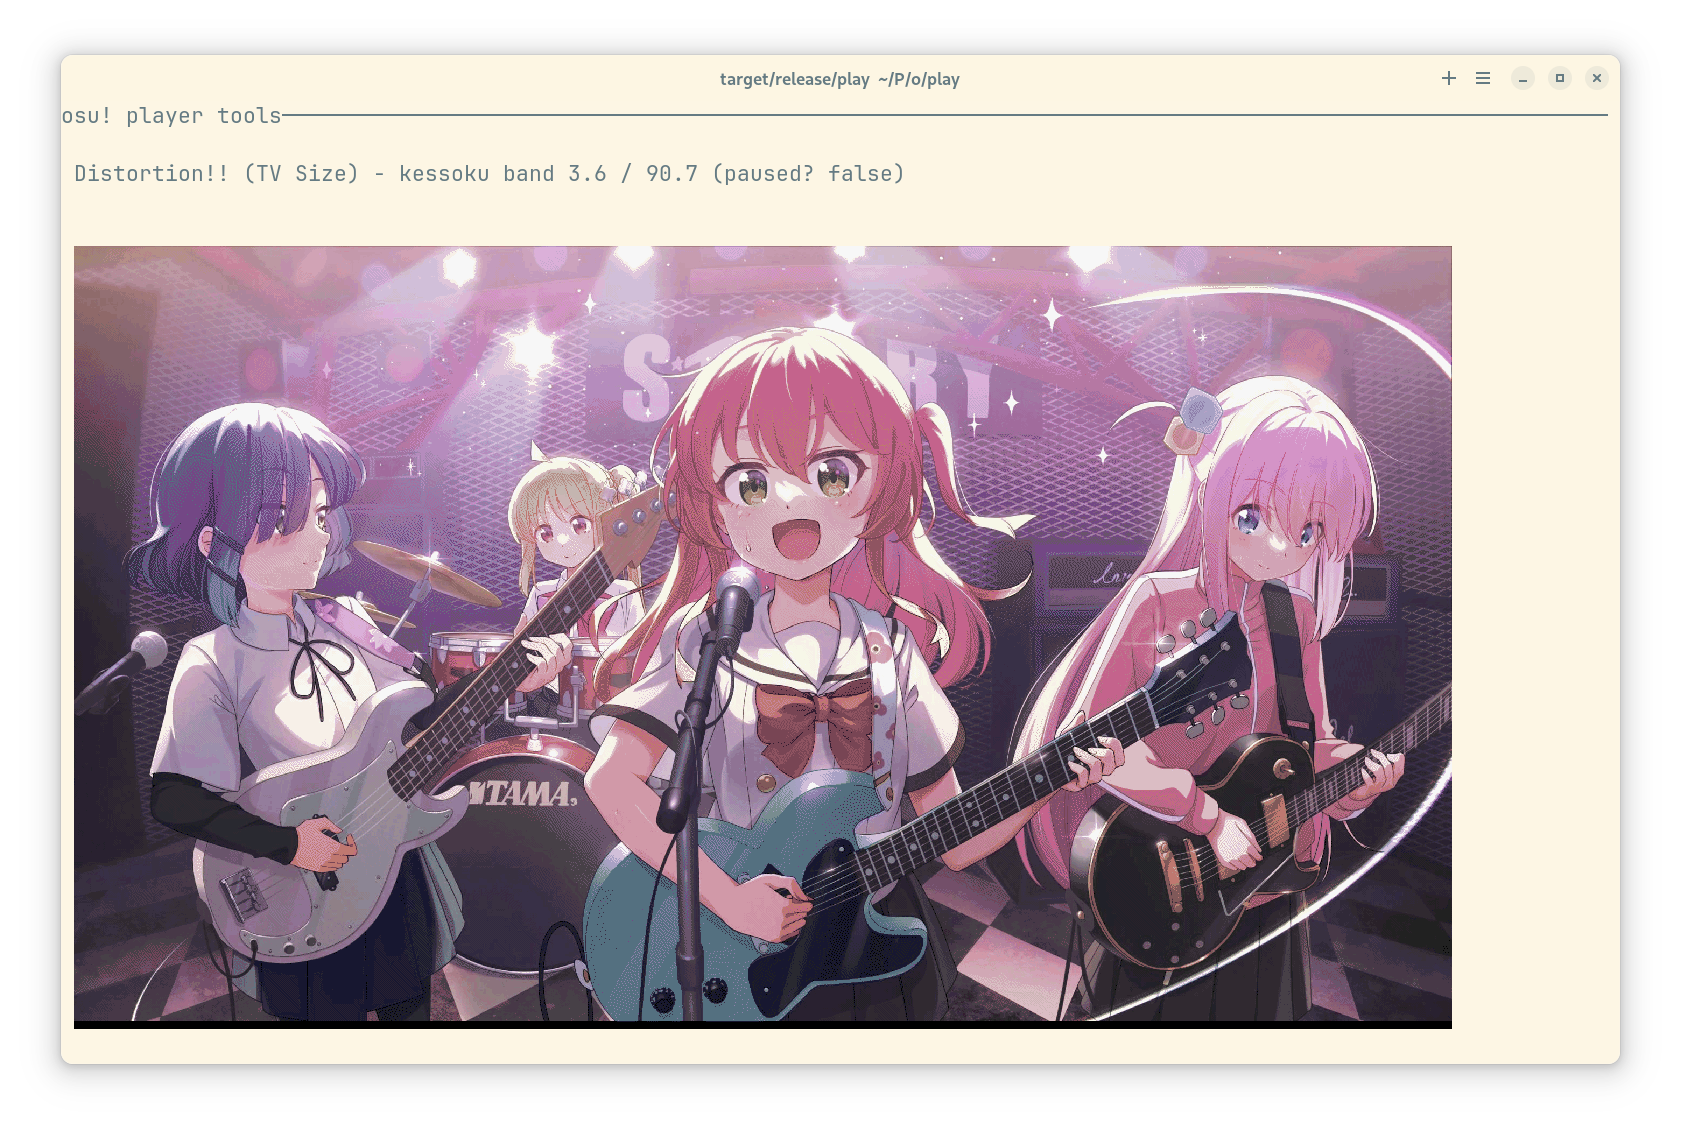 target/release/play ~/P/o/play
osu! player tools
Distortion!! (TV Size) - kessoku band 3.6 / 90.7 (paused? false)
TAMA